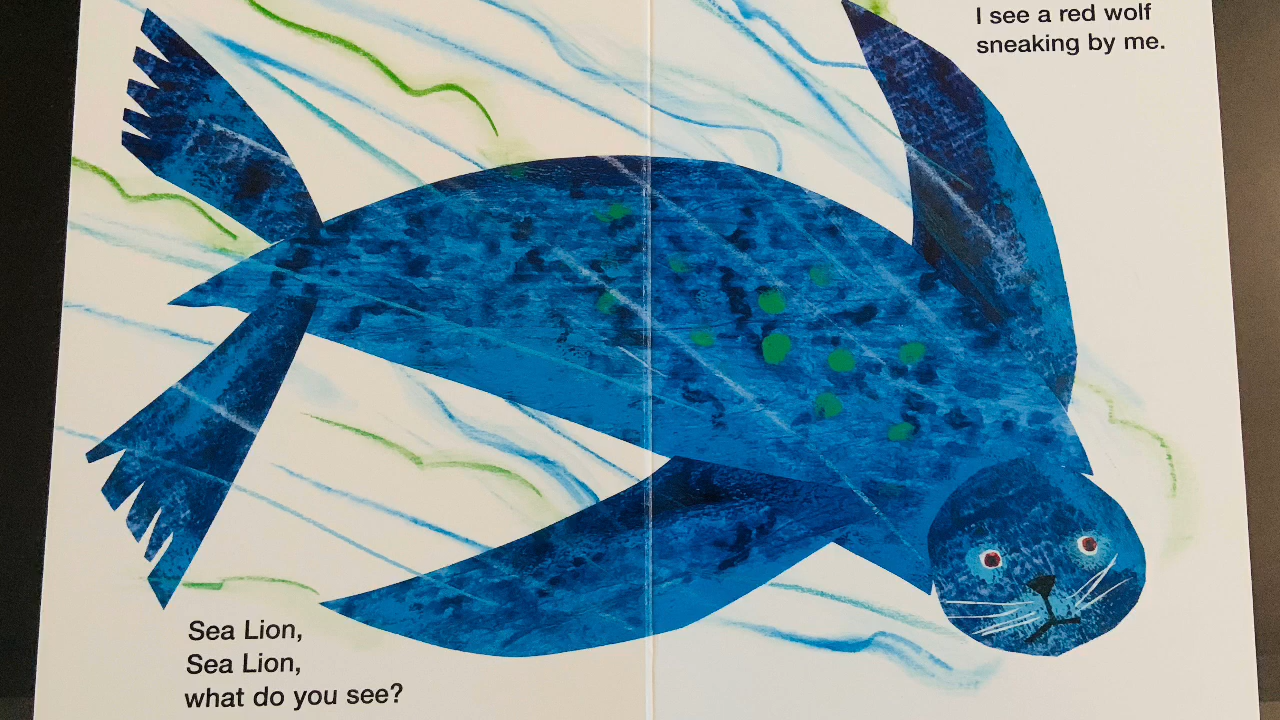 Sea Lion,
Sea Lion,
what do you see?
I see a red wolf
sneaking by me.